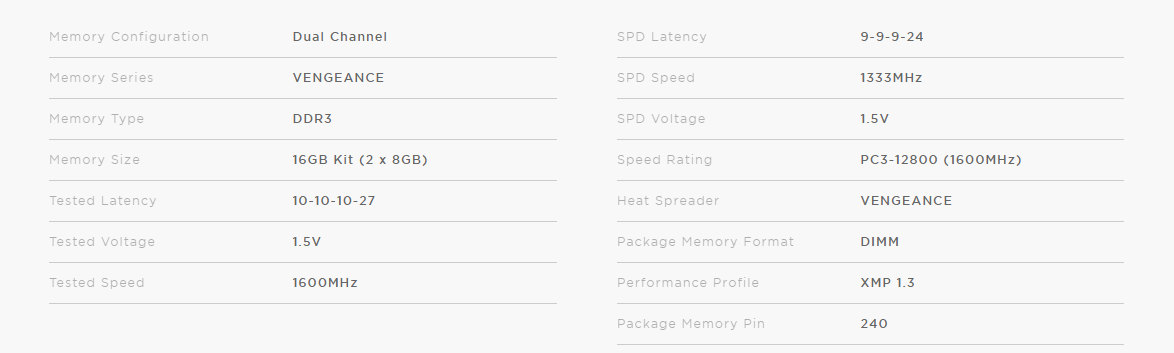 Memory Configuration Dual Channel
Memory Series VENGEANCE
Memory Type DDR3
Memory Size 16GB Kit (2 x 8GB)
Tested Latency 10-10-10-27
Tested Voltage 1.5V
Tested Speed 1600MHz
SPD Latency 9-9-9-24
SPD Speed 1333MHz
SPD Voltage 1.5V
Speed Rating PC3-12800 (1600MHz)
Heat Spreader VENGEANCE
Package Memory Format DIMM
Performance Profile XMP 1.3
Package Memory Pin 240